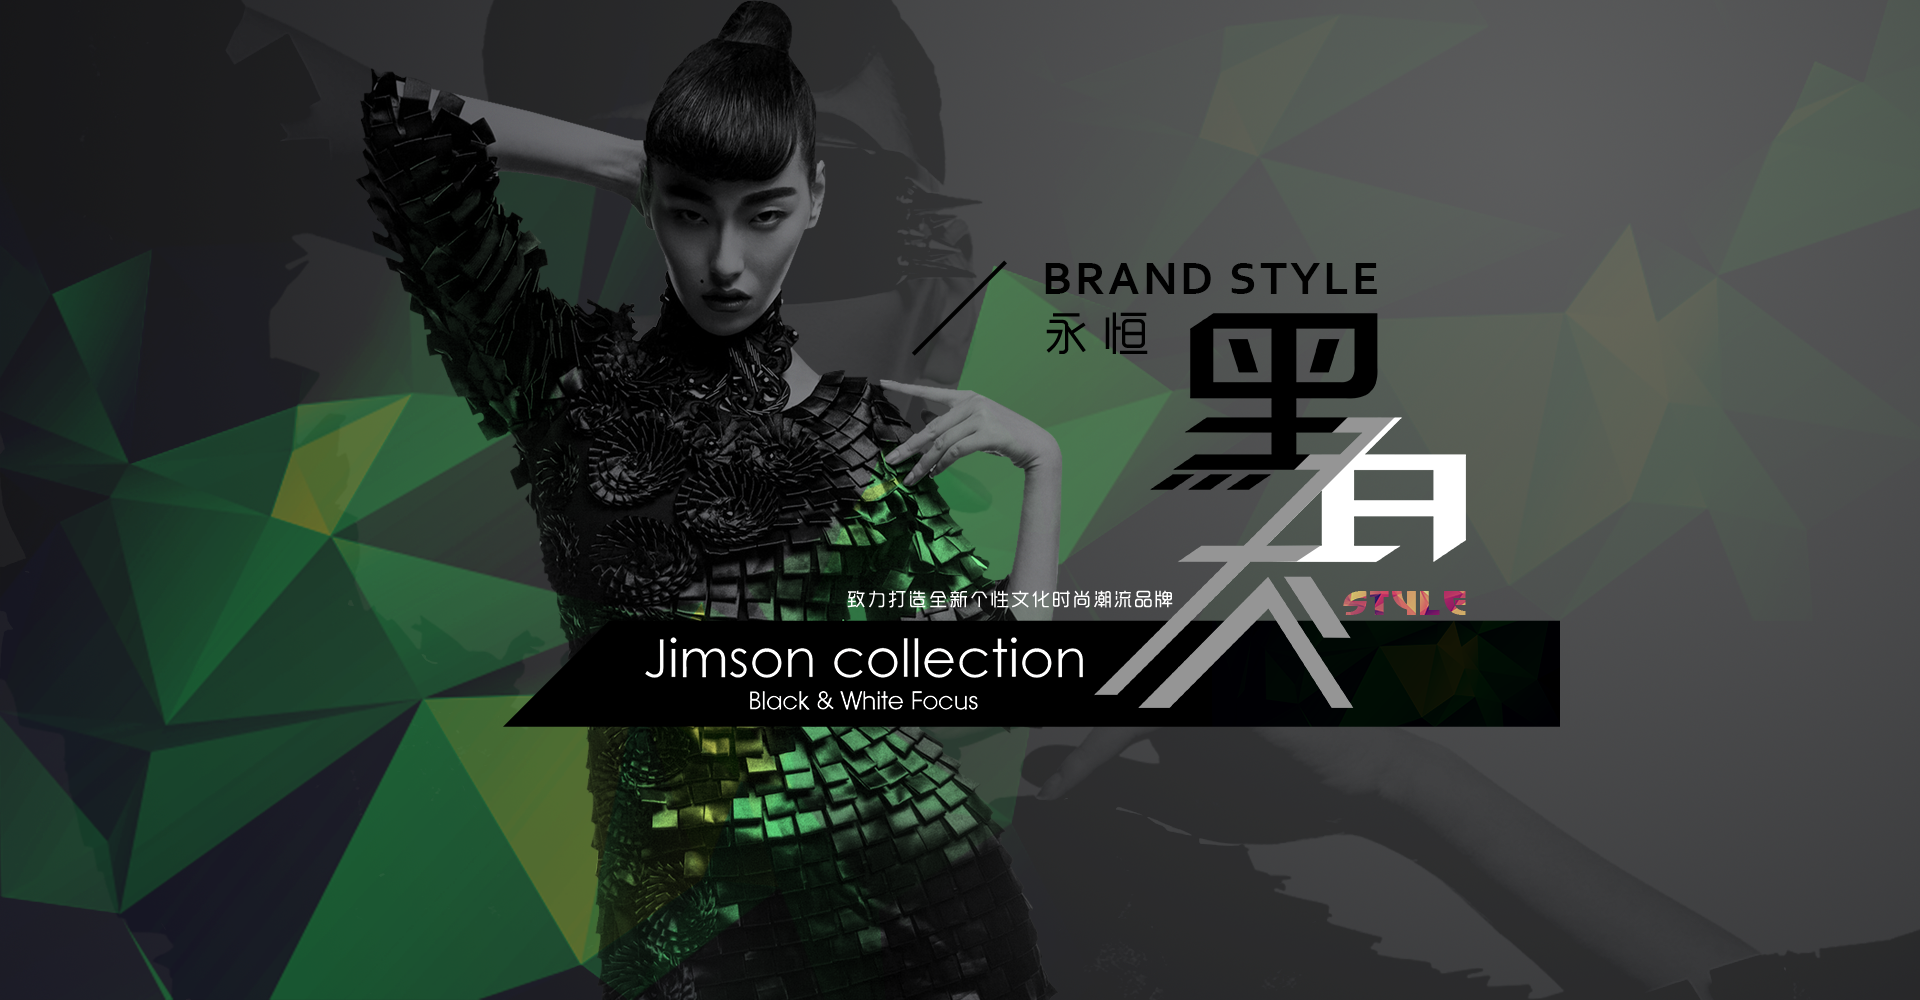 BRAND STYLE
永恒
黑白
STYLE
致力打造全新个性文化时尚潮流品牌
Jimson collection
Black & White Focus